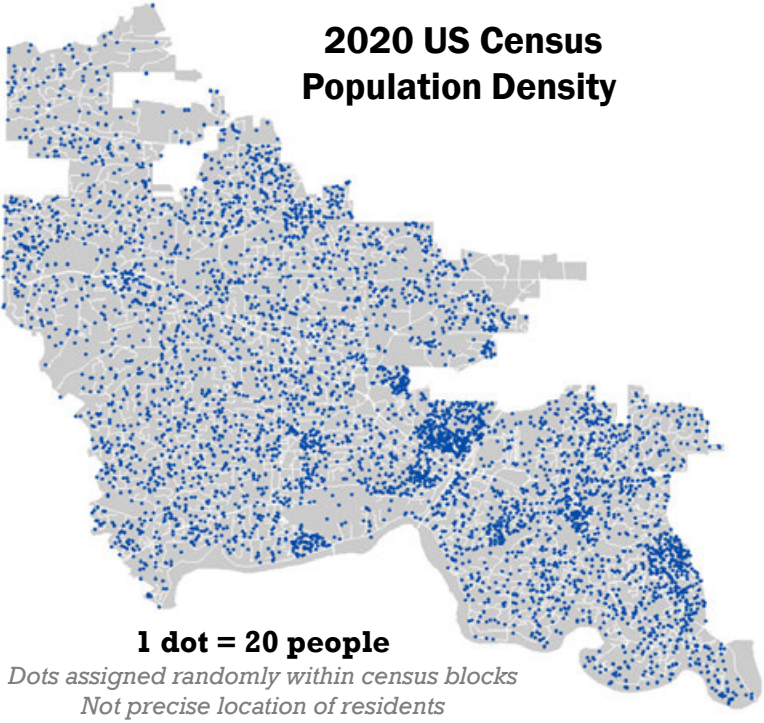 2020 US Census
Population Density
1 dot = 20 people
Dots assigned randomly within census blocks
Not precise location of residents